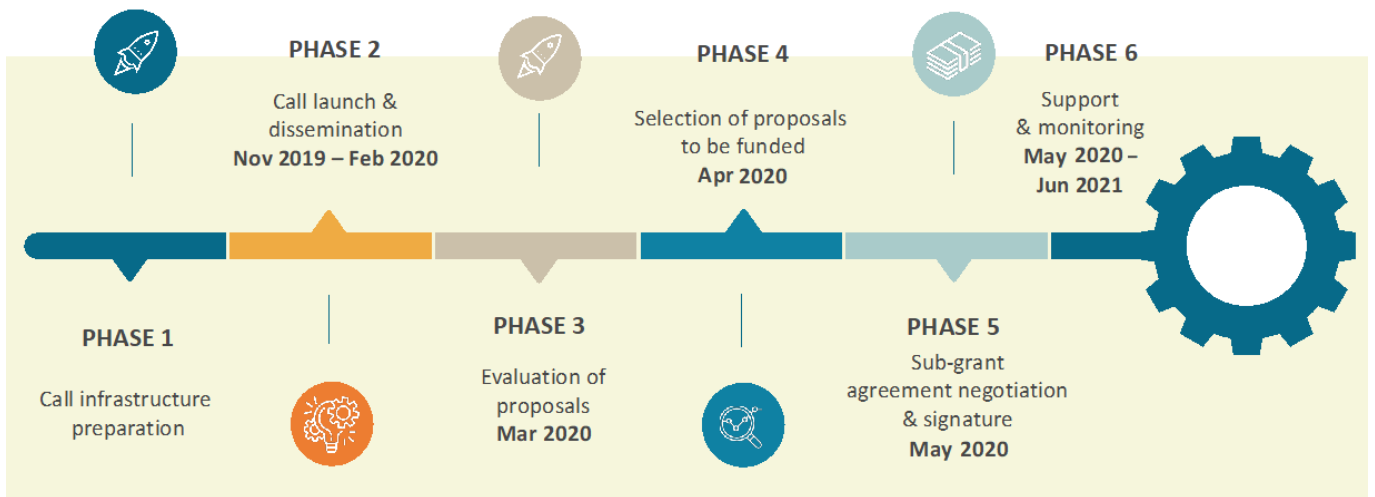 PHASE 1
Call infrastructure
preparation
PHASE 2
Call launch &
dissemination
Nov 2019 – Feb 2020
PHASE 3
Evaluation of
proposals
Mar 2020
PHASE 4
Selection of proposals
to be funded
Apr 2020
PHASE 5
Sub-grant
agreement negotiation
& signature
May 2020
PHASE 6
Support
& monitoring
May 2020 –
Jun 2021